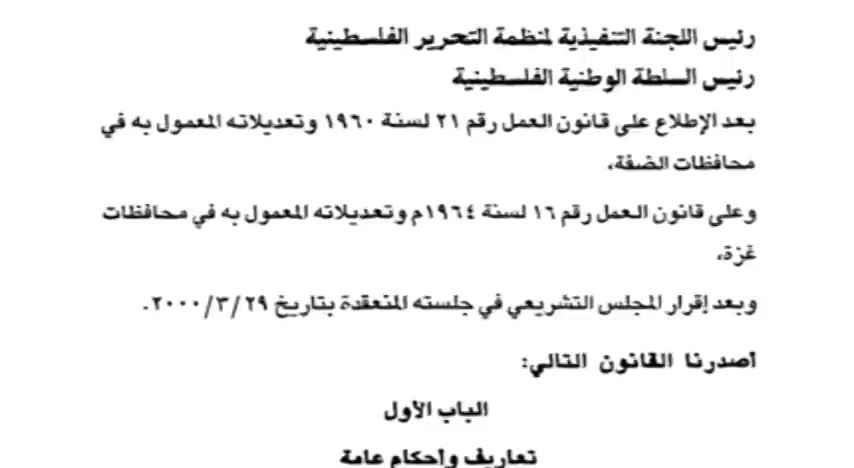 رئيس اللجنة التنفيذية لمنظمة التحرير الفلسطينية
رئيس السلطة الوطنية الفلسطينية
بعد الإطلاع على قانون العمل رقم ٢١ لسنة ١٩٦٠ وتعديلاته المعمول به في
محافظات الضفة،
وعلى قانون العمل رقم ١٦ لسنة ١٩٦٤م وتعديلاته المعمول به في محافظات
غزة،
وبعد إقرار المجلس التشريعي في جلسته المنعقدة بتاريخ ٢٩/٣/٢٠٠٠.
أصدرنا القانون التالي:
الباب الأول
تعاريف وأحكام عامة